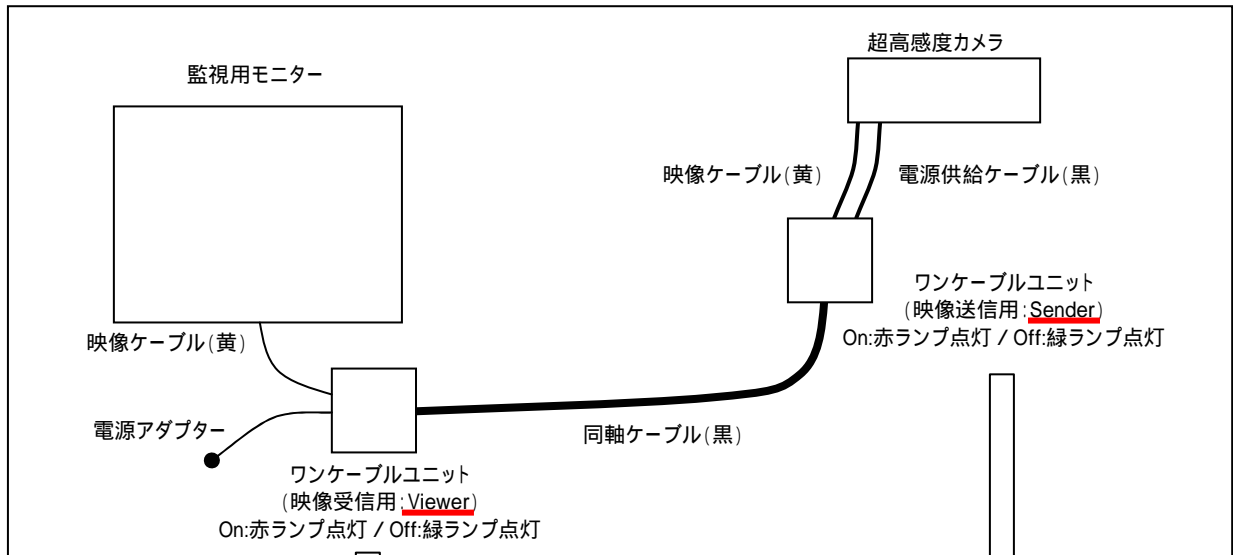 超高感度カメラ
監視用モニター
映像ケーブル(黄)
電源供給ケーブル(黒)
ワンケーブルユニット
(映像送信用:Sender)
On:赤ランプ点灯 / Off:緑ランプ点灯
映像ケーブル(黄)
電源アダプター
同軸ケーブル(黒)
ワンケーブルユニット
(映像受信用:Viewer)
On:赤ランプ点灯 / Off:緑ランプ点灯